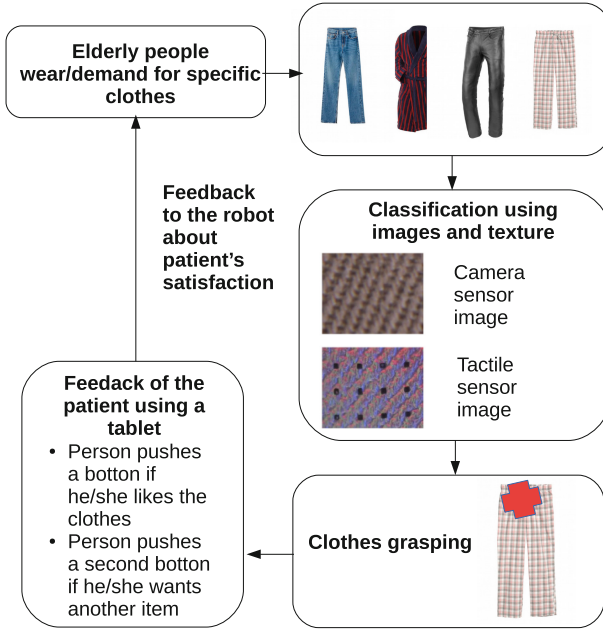 Elderly people
wear/demand for specific
clothes
Classification using
images and texture
Camera
sensor
image
Tactile
sensor
image
Clothes grasping
Feedack of the
patient using a
tablet
• Person pushes
a botton if
he/she likes the
clothes
• Person pushes
a second botton
if he/she wants
another item
Feedback
to the robot
about
patient's
satisfaction